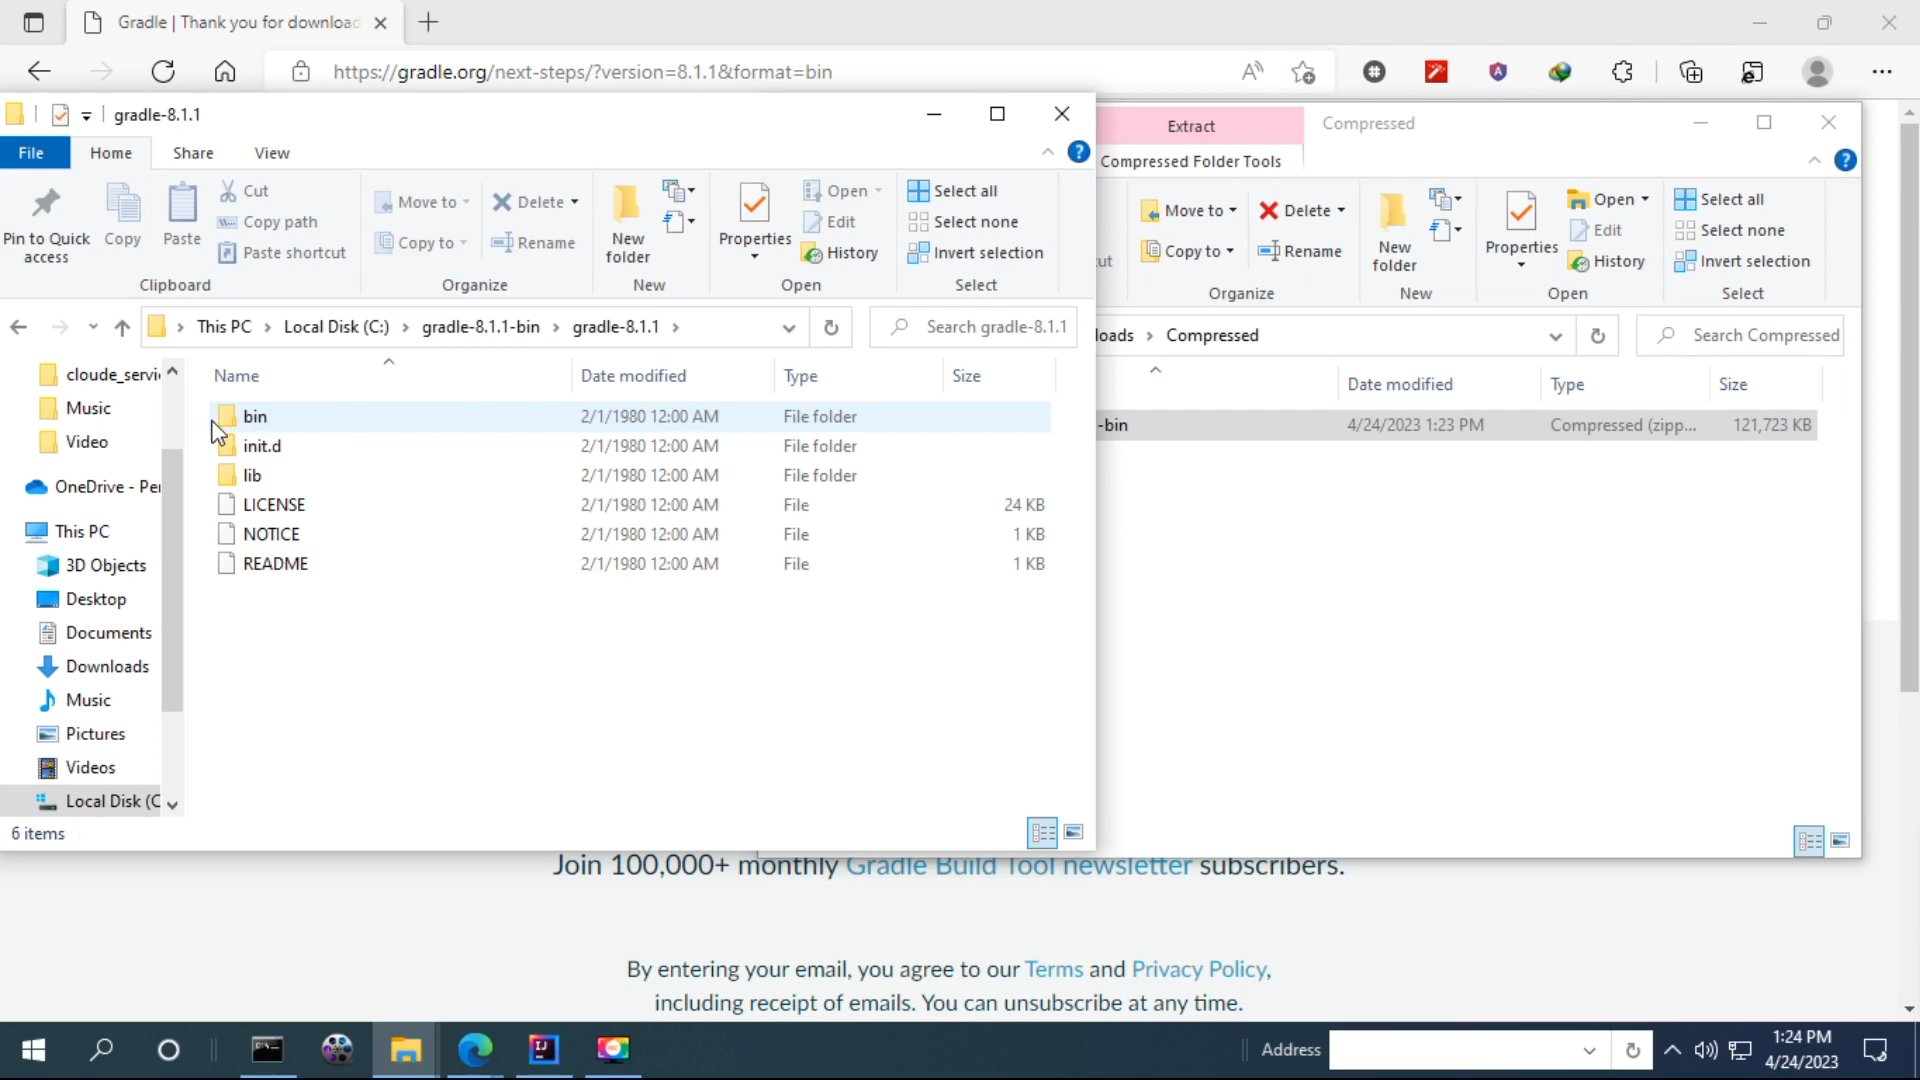 Gradle | Thank you for downloa
https://gradle.org/next-steps/?version=8.1.1&format=bin
gradle-8.1.1
File
Home
Share
View
Pin to Quick access
Copy
Paste
Cut
Copy path
Paste shortcut
Clipboard
Move to
Copy to
Delete
Rename
Organize
New folder
New
Properties
Open
Edit
History
Open
Select all
Select none
Invert selection
Select
This PC > Local Disk (C:) > gradle-8.1.1-bin > gradle-8.1.1 >
Search gradle-8.1.1
Name Date modified Type Size
bin 2/1/1980 12:00 AM File folder
init.d 2/1/1980 12:00 AM File folder
lib 2/1/1980 12:00 AM File folder
LICENSE 2/1/1980 12:00 AM File 24 KB
NOTICE 2/1/1980 12:00 AM File 1 KB
README 2/1/1980 12:00 AM File 1 KB
cloude_servi
Music
Video
OneDrive - Per
This PC
3D Objects
Desktop
Documents
Downloads
Music
Pictures
Videos
Local Disk (C
6 items
Extract
Compressed
Compressed Folder Tools
cut
Move to
Copy to
Delete
Rename
Organize
New folder
New
Properties
Open
Edit
History
Open
Select all
Select none
Invert selection
Select
loads > Compressed
Search Compressed
Date modified Type Size
-bin 4/24/2023 1:23 PM Compressed (zipp... 121,723 KB
Join 100,000+ monthly Gradle Build Tool newsletter subscribers.
By entering your email, you agree to our Terms and Privacy Policy,
including receipt of emails. You can unsubscribe at any time.
Address
1:24 PM
4/24/2023